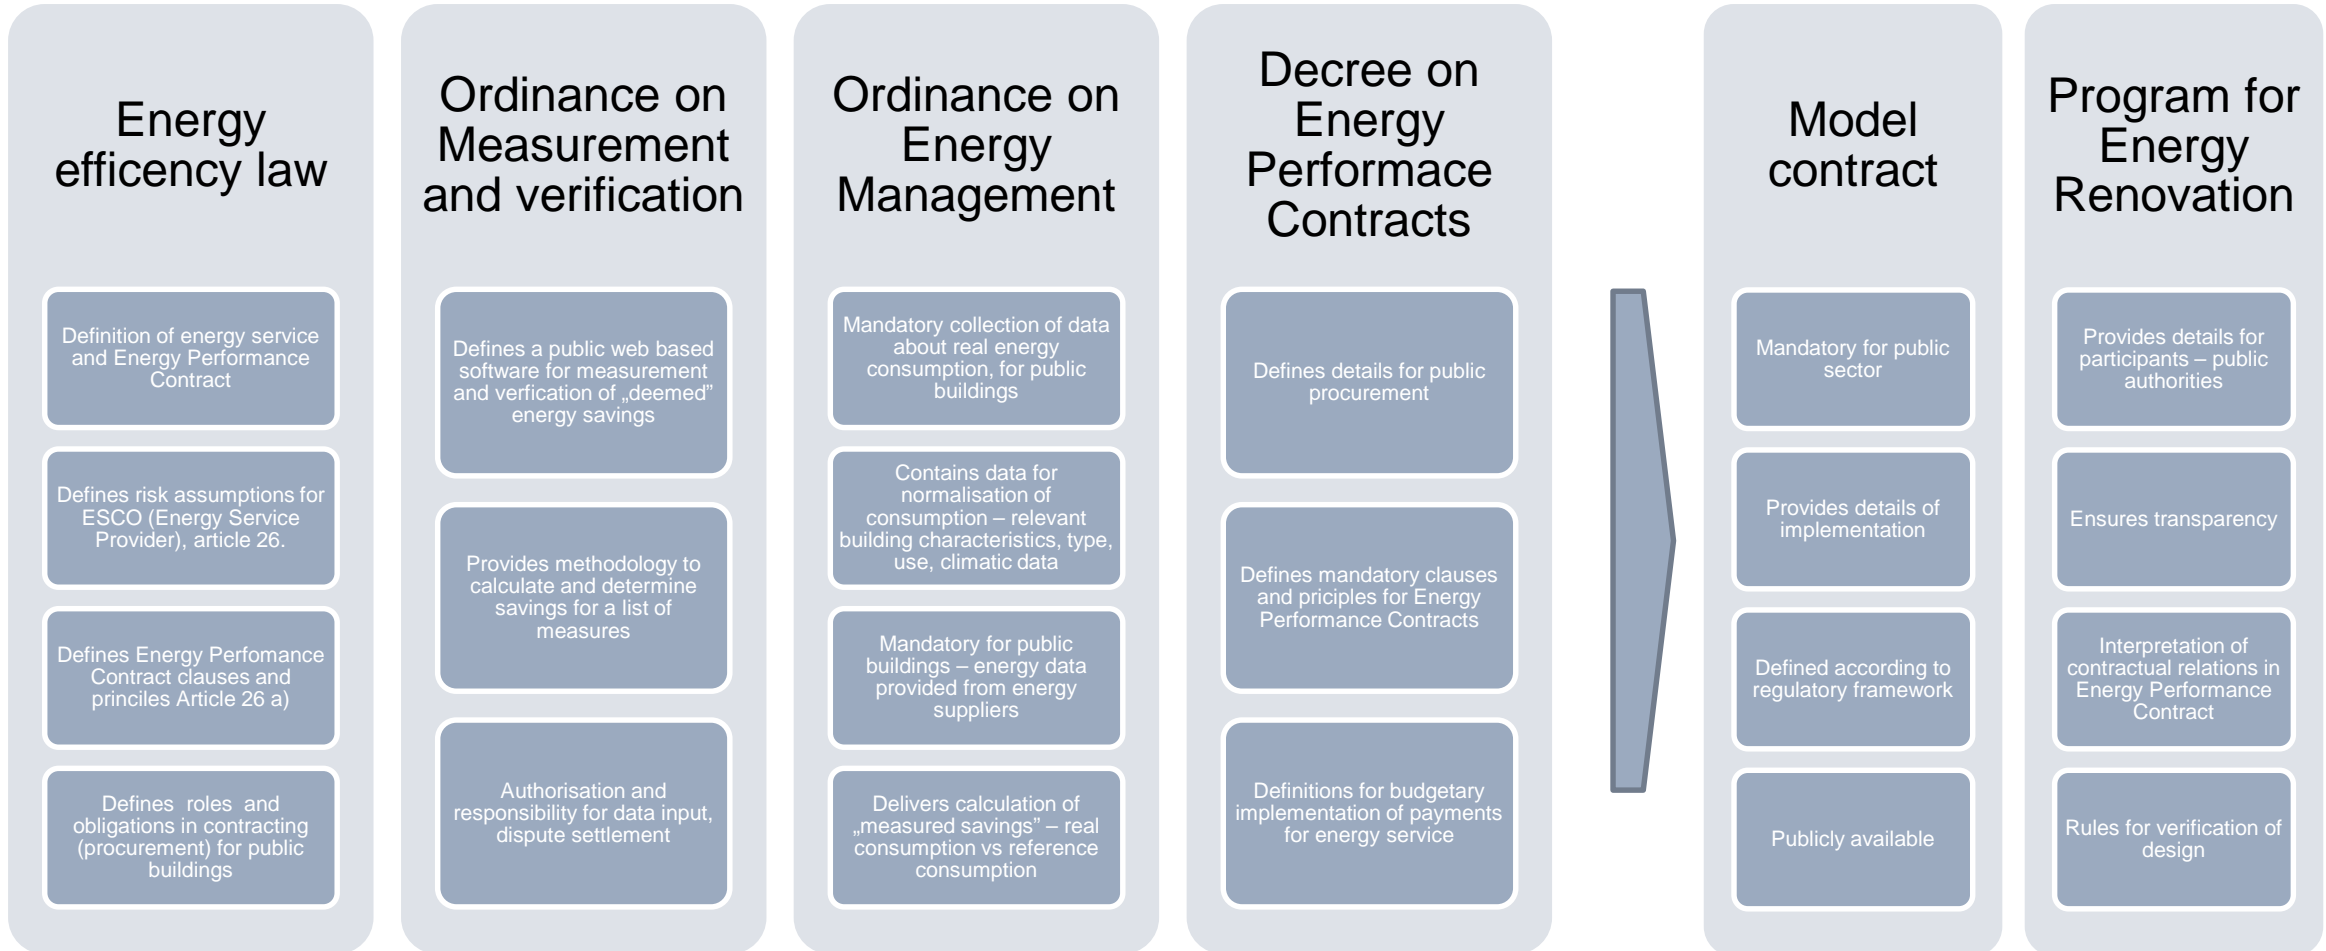 Energy
efficency law
Definition of energy service
and Energy Performance
Contract
Defines risk assumptions for
ESCO (Energy Service
Provider), article 26.
Defines Energy Perfomance
Contract clauses and
princiles Article 26 a)
Defines roles and
obligations in contracting
(procurement) for public
buildings
Ordinance on
Measurement
and verification
Defines a public web based
software for measurement
and verfication of „deemed”
energy savings
Provides methodology to
calculate and determine
savings for a list of
measures
Authorisation and
responsibility for data input,
dispute settlement
Ordinance on
Energy
Management
Mandatory collection of data
about real energy
consumption, for public
buildings
Contains data for
normalisation of
consumption – relevant
building characteristics, type,
use, climatic data
Mandatory for public
buildings – energy data
provided from energy
suppliers
Delivers calculation of
„measured savings” – real
consumption vs reference
consumption
Decree on
Energy
Performace
Contracts
Defines details for public
procurement
Defines mandatory clauses
and priciples for Energy
Performance Contracts
Definitions for budgetary
implementation of payments
for energy service
Model
contract
Mandatory for public
sector
Provides details of
implementation
Defined according to
regulatory framework
Publicly available
Program for
Energy
Renovation
Provides details for
participants – public
authorities
Ensures transparency
Interpretation of
contractual relations in
Energy Performance
Contract
Rules for verification of
design